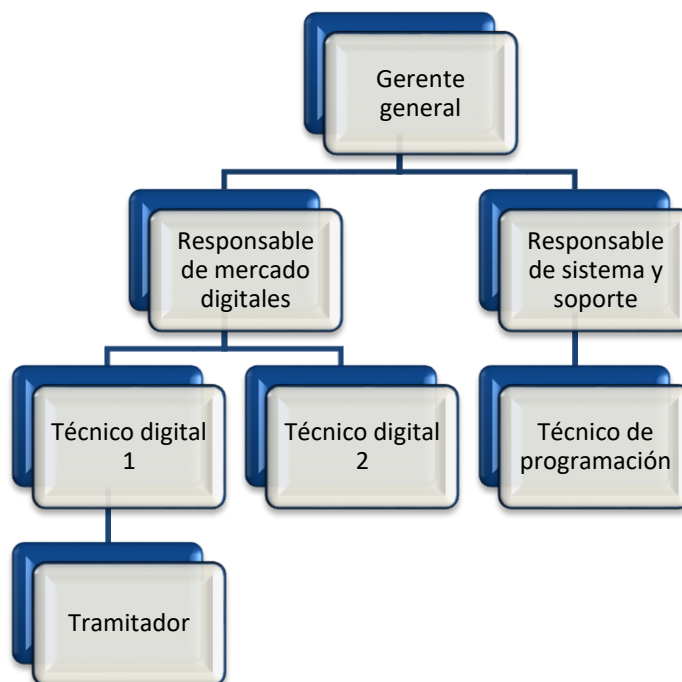 Gerente
general
Responsable
de mercado
digitales
Responsable
de sistema y
soporte
Técnico digital
1
Técnico digital
2
Técnico de
programación
Tramitador